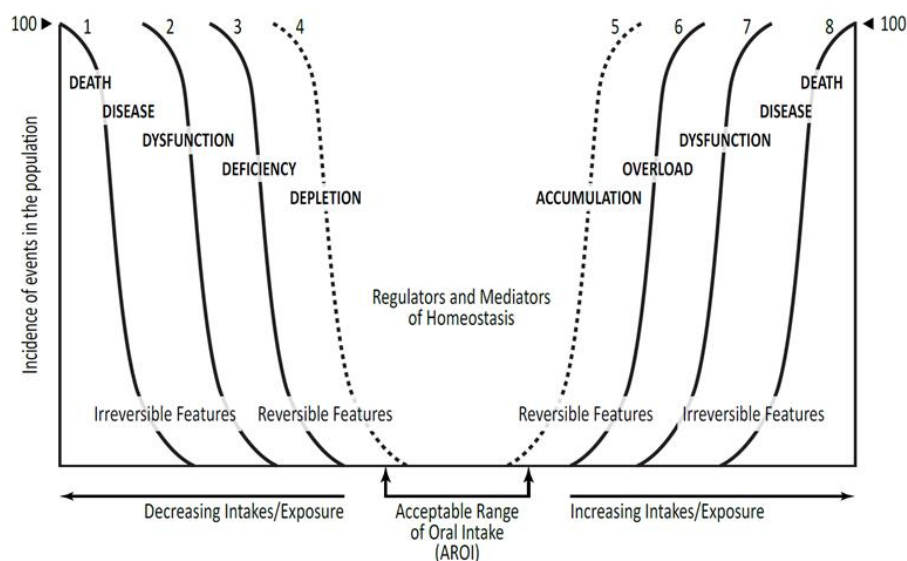 100
1
2
3
4
5
6
7
8
100
DEATH
DISEASE
DYSFUNCTION
DEFICIENCY
DEPLETION
DEATH
DISEASE
DYSFUNCTION
OVERLOAD
ACCUMULATION
Incidence of events in the population
Regulators and Mediators
of Homeostasis
Irreversible Features
Reversible Features
Reversible Features
Irreversible Features
Decreasing Intakes/Exposure
Acceptable Range
of Oral Intake
(AROI)
Increasing Intakes/Exposure